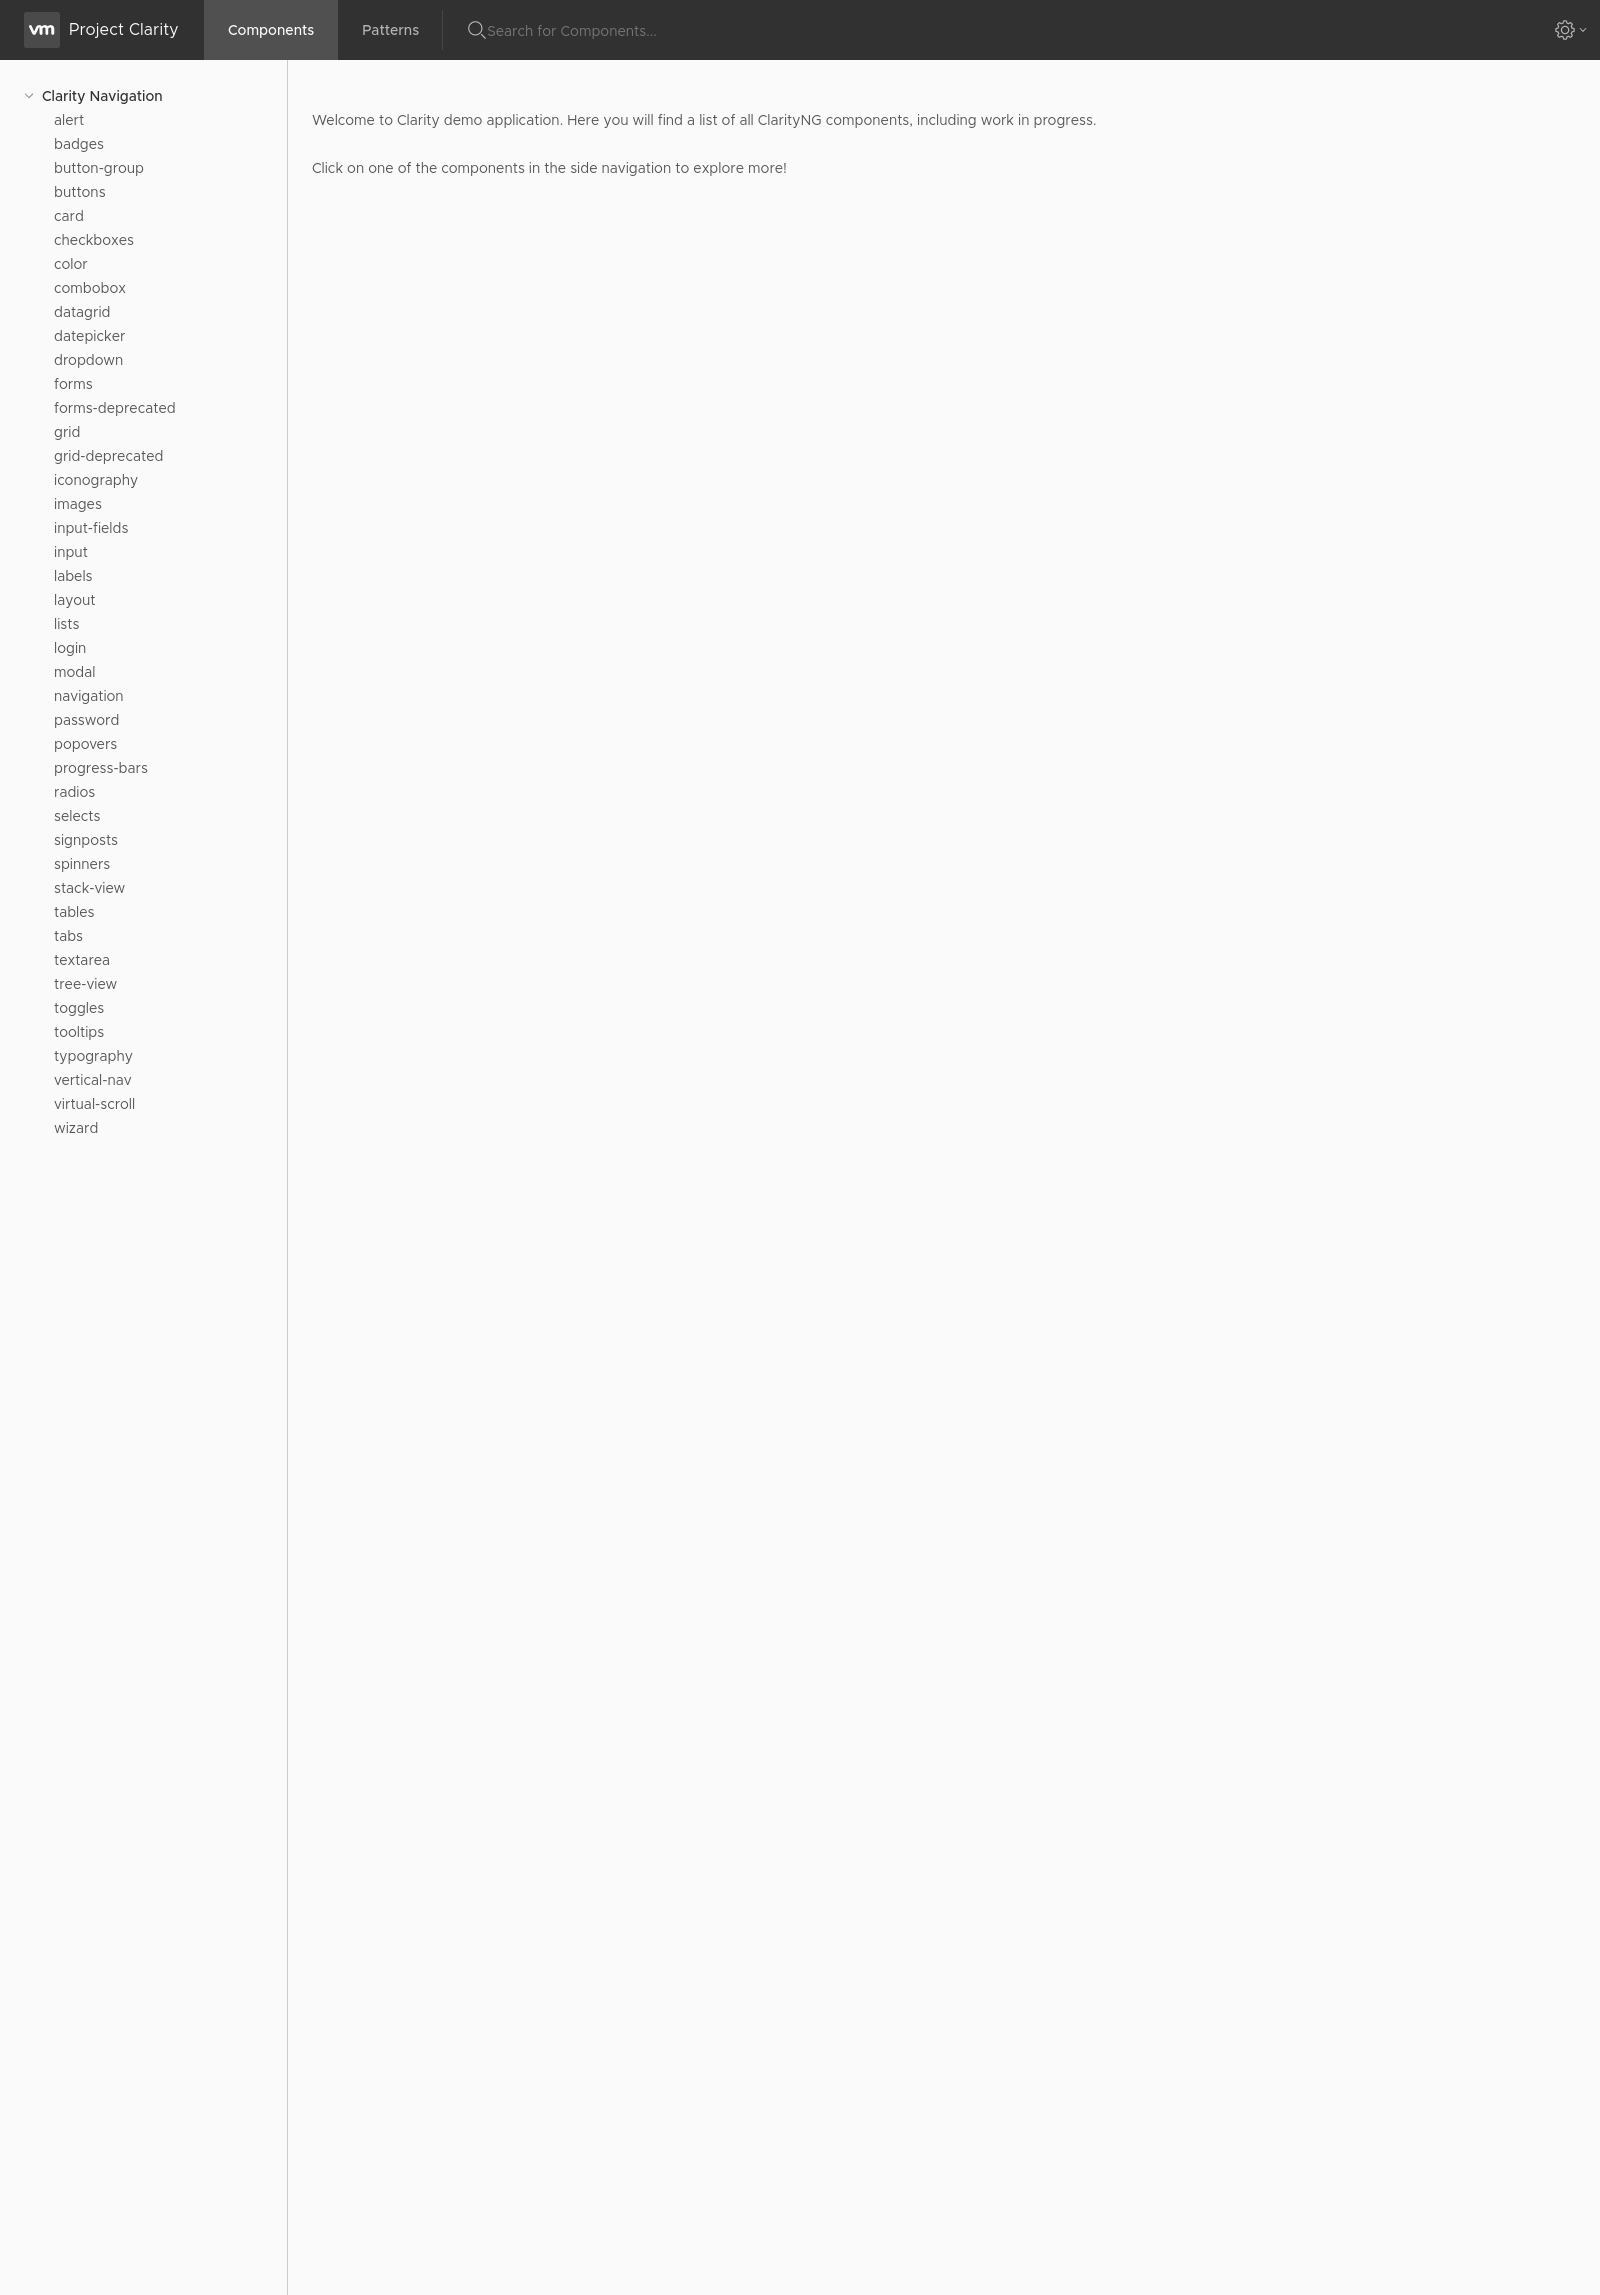 vm Project Clarity Components Patterns Search for Components...
Clarity Navigation
alert
badges
button-group
buttons
card
checkboxes
color
combobox
datagrid
datepicker
dropdown
forms
forms-deprecated
grid
grid-deprecated
iconography
images
input-fields
input
labels
layout
lists
login
modal
navigation
password
popovers
progress-bars
radios
selects
signposts
spinners
stack-view
tables
tabs
textarea
tree-view
toggles
tooltips
typography
vertical-nav
virtual-scroll
wizard
Welcome to Clarity demo application. Here you will find a list of all ClarityNG components, including work in progress.
Click on one of the components in the side navigation to explore more!